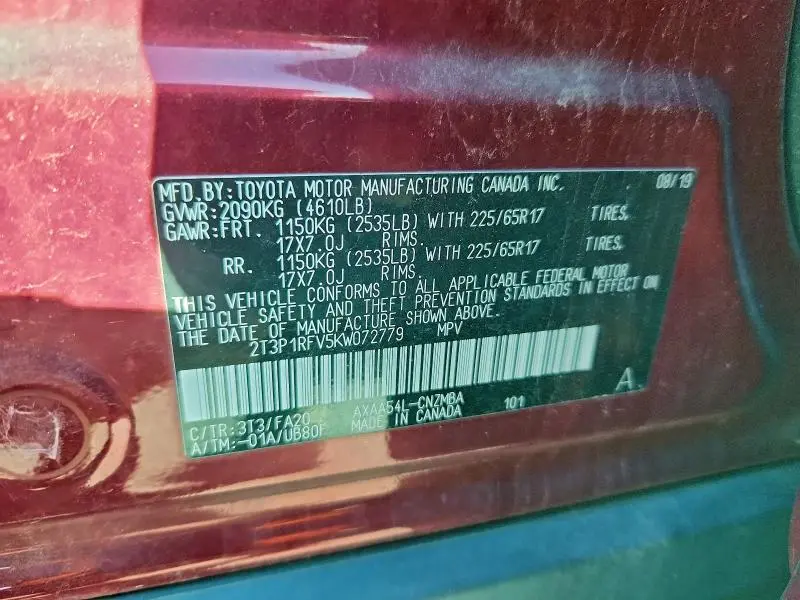 MFD. BY: TOYOTA MOTOR MANUFACTURING CANADA INC. 08/19
GVWR: 2090KG (4610LB)
GAWR: FRT. 1150KG (2535LB) WITH 225/65R17 TIRES,
17X7.0J RIMS.
RR. 1150KG (2535LB) WITH 225/65R17 TIRES,
17X7.0J RIMS.
THIS VEHICLE CONFORMS TO ALL APPLICABLE FEDERAL MOTOR
VEHICLE SAFETY AND THEFT PREVENTION STANDARDS IN EFFECT ON
THE DATE OF MANUFACTURE SHOWN ABOVE.
2T3P1RFV5KW072779 MPV
A
C/TR: 3T3/FA20 AXAA54L-CNZMBA 101
A/TM: -01A/UB80F MADE IN CANADA